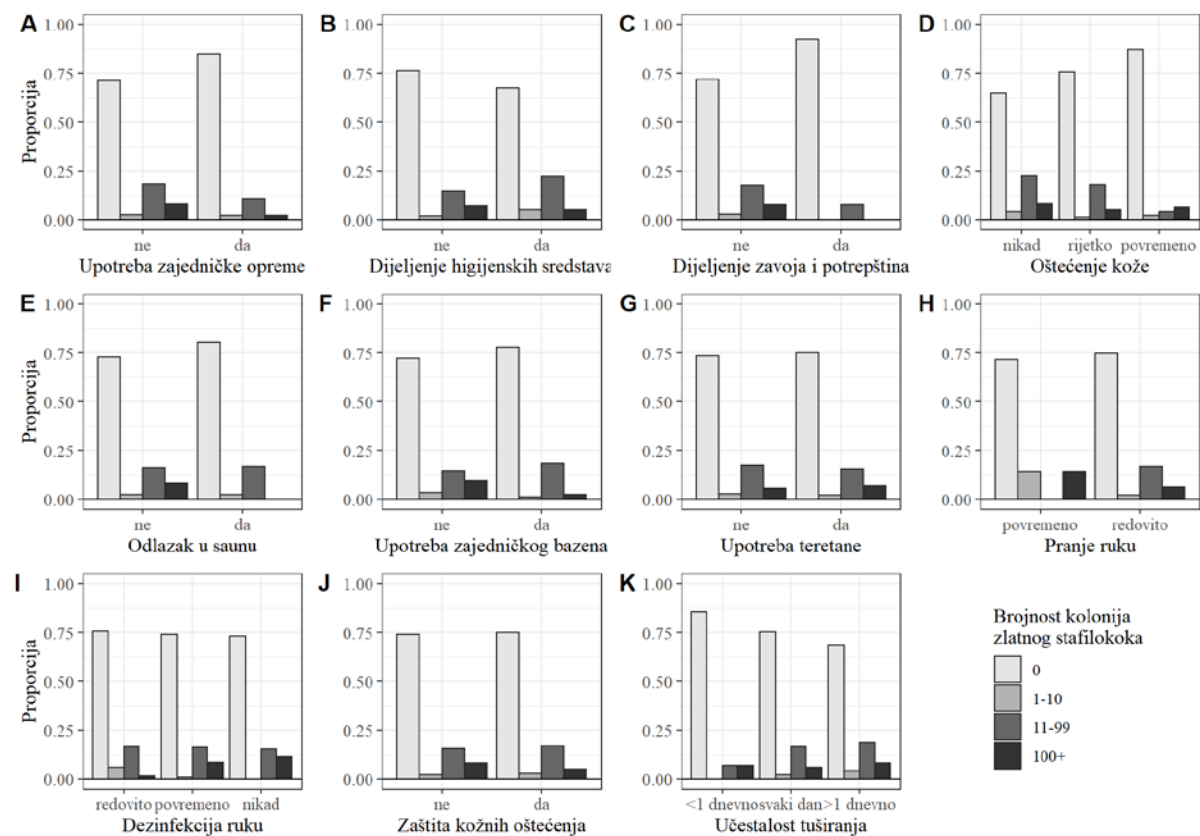 A
B
C
D
Proporcija
1.00
0.75
0.50
0.25
0.00
ne da
Upotreba zajedničke opreme
1.00
0.75
0.50
0.25
0.00
ne da
Dijeljenje higijenskih sredstava
1.00
0.75
0.50
0.25
0.00
ne da
Dijeljenje zavoja i potrepština
1.00
0.75
0.50
0.25
0.00
nikad rijetko povremeno
Oštećenje kože
E
F
G
H
Proporcija
1.00
0.75
0.50
0.25
0.00
ne da
Odlazak u saunu
1.00
0.75
0.50
0.25
0.00
ne da
Upotreba zajedničkog bazena
1.00
0.75
0.50
0.25
0.00
ne da
Upotreba teretane
1.00
0.75
0.50
0.25
0.00
povremeno redovito
Pranje ruku
I
J
K
Proporcija
1.00
0.75
0.50
0.25
0.00
redovito povremeno nikad
Dezinfekcija ruku
1.00
0.75
0.50
0.25
0.00
ne da
Zaštita kožnih oštećenja
1.00
0.75
0.50
0.25
0.00
<1 dnevno svaki dan >1 dnevno
Učestalost tuširanja
Brojnost kolonija
zlatnog stafilokoka
0
1-10
11-99
100+